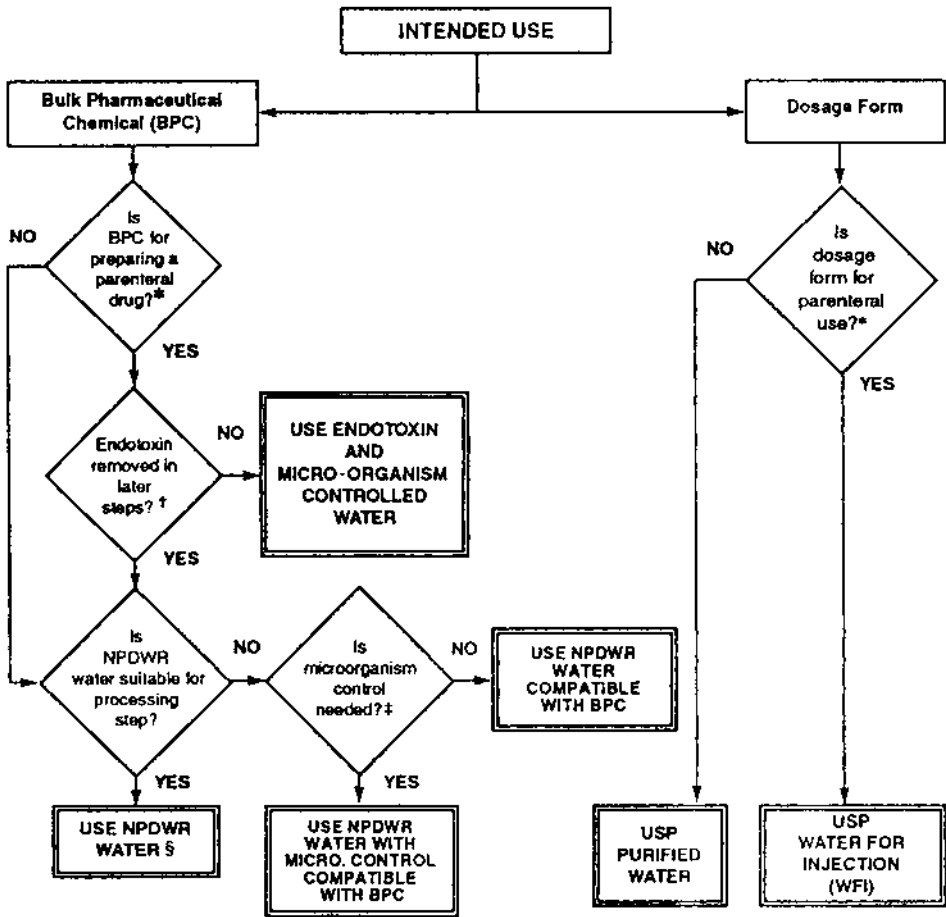 INTENDED USE
Bulk Pharmaceutical
Chemical (BPC)
Dosage Form
Is
BPC for
preparing a
parenteral
drug?*
NO
YES
Is
dosage
form for
parenteral
use?*
NO
YES
Endotoxin
removed in
later
steps? †
NO
YES
USE ENDOTOXIN
AND
MICRO-ORGANISM
CONTROLLED
WATER
Is
NPDWR
water suitable for
processing
step?
NO
YES
Is
microorganism
control
needed?‡
NO
YES
USE NPDWR
WATER
COMPATIBLE
WITH BPC
USE NPDWR
WATER §
USE NPDWR
WATER WITH
MICRO. CONTROL
COMPATIBLE
WITH BPC
USP
PURIFIED
WATER
USP
WATER FOR
INJECTION
(WFI)